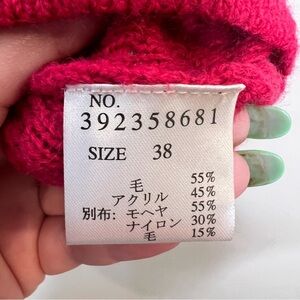 NO.
392358681
SIZE 38
毛 55%
アクリル 45%
別布: モヘヤ 55%
ナイロン 30%
毛 15%